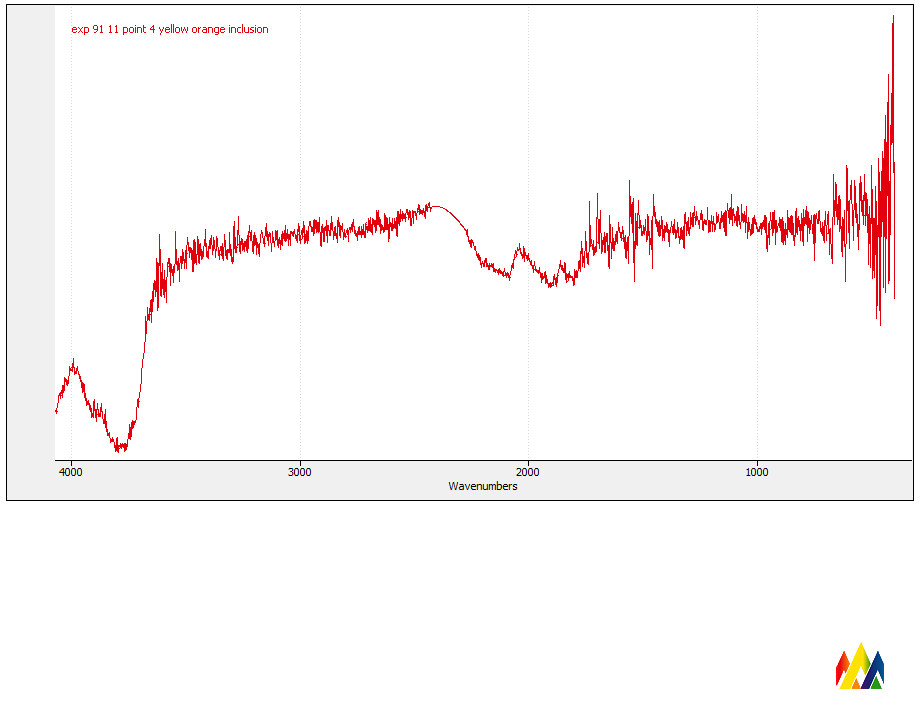 exp 91 11 point 4 yellow orange inclusion
4000 3000 2000 1000
Wavenumbers